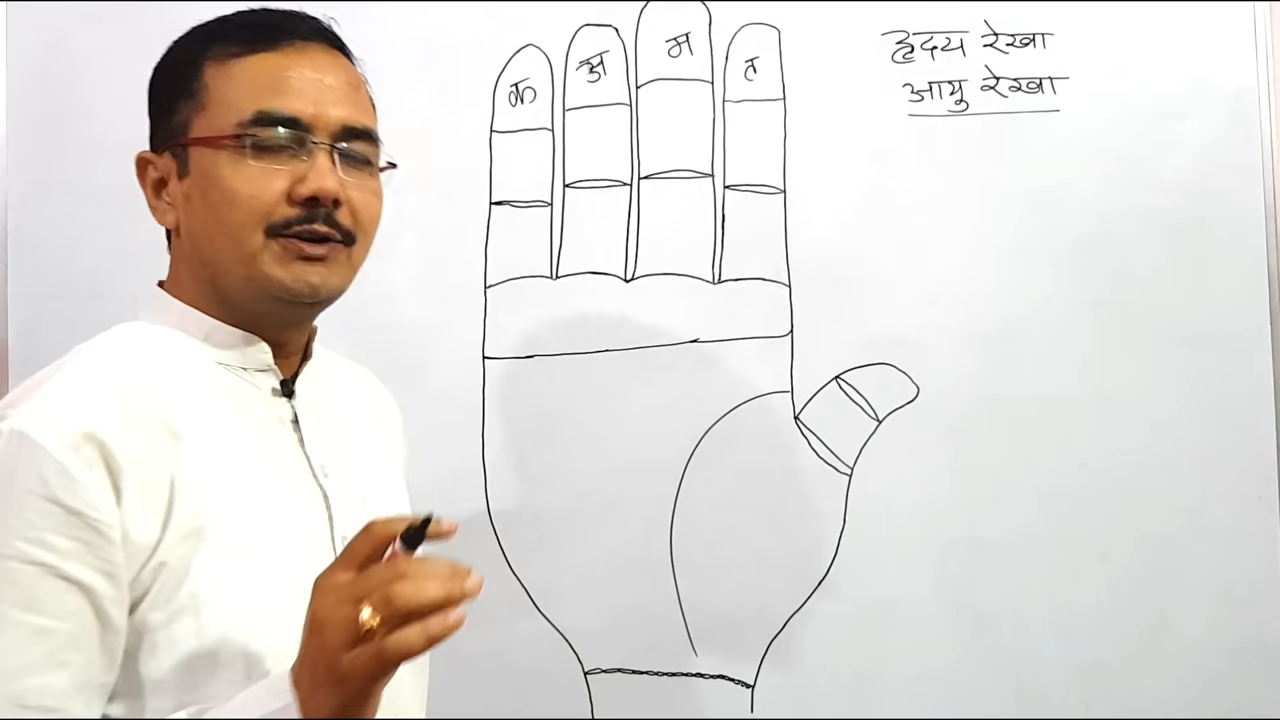 क अ म त
हृदय रेखा
आयु रेखा